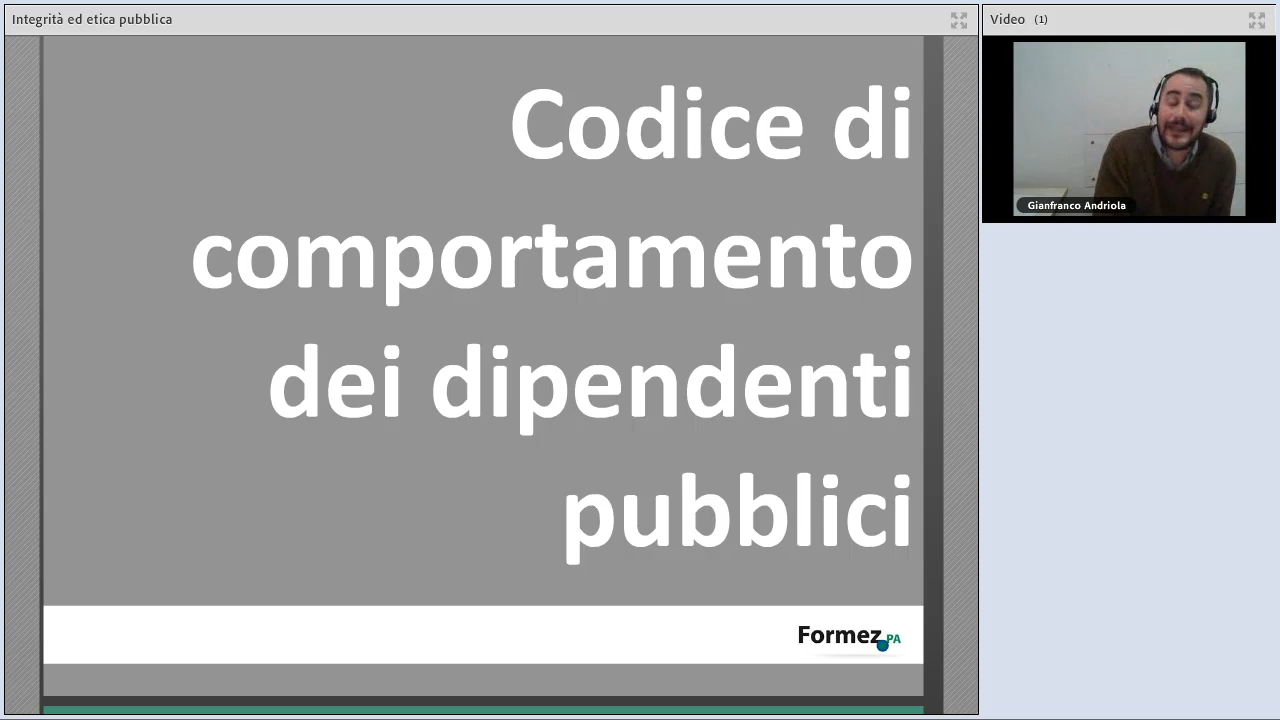 Integrità ed etica pubblica
Video (1)
Codice di
comportamento
dei dipendenti
pubblici
Gianfranco Andriola
Formez PA